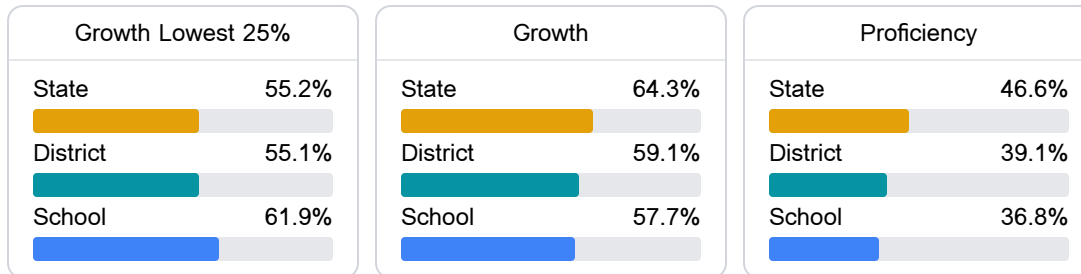 Growth Lowest 25%
State 55.2%
District 55.1%
School 61.9%
Growth
State 64.3%
District 59.1%
School 57.7%
Proficiency
State 46.6%
District 39.1%
School 36.8%